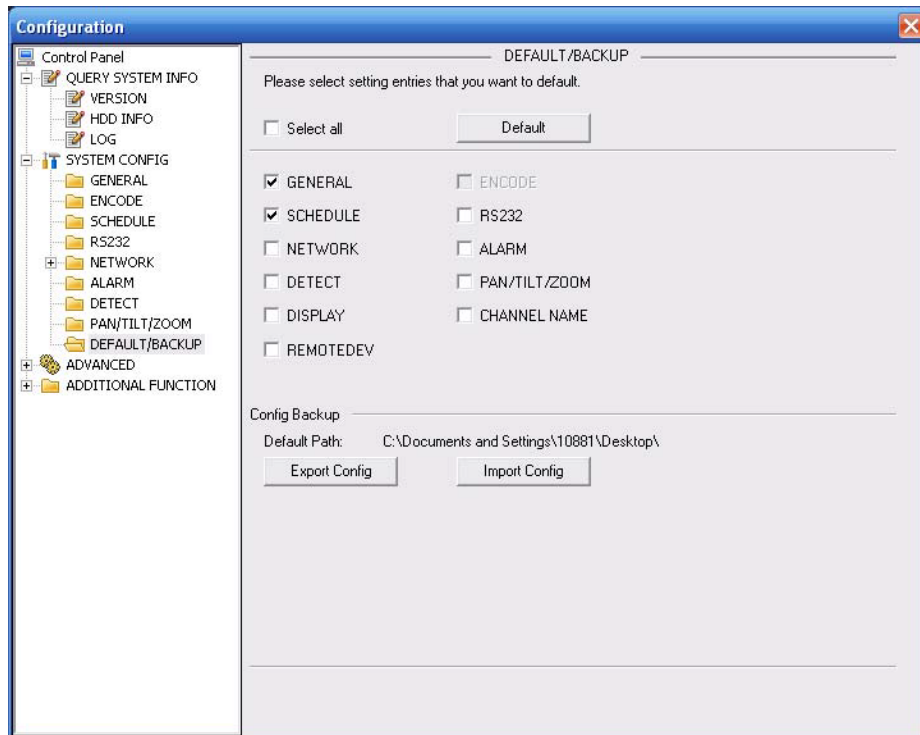 Configuration
Control Panel
QUERY SYSTEM INFO
VERSION
HDD INFO
LOG
SYSTEM CONFIG
GENERAL
ENCODE
SCHEDULE
RS232
NETWORK
ALARM
DETECT
PAN/TILT/ZOOM
DEFAULT/BACKUP
ADVANCED
ADDITIONAL FUNCTION
DEFAULT/BACKUP
Please select setting entries that you want to default.
Select all Default
GENERAL ENCODE
SCHEDULE RS232
NETWORK ALARM
DETECT PAN/TILT/ZOOM
DISPLAY CHANNEL NAME
REMOTEDEV
Config Backup
Default Path: C:\Documents and Settings\10881\Desktop\
Export Config Import Config